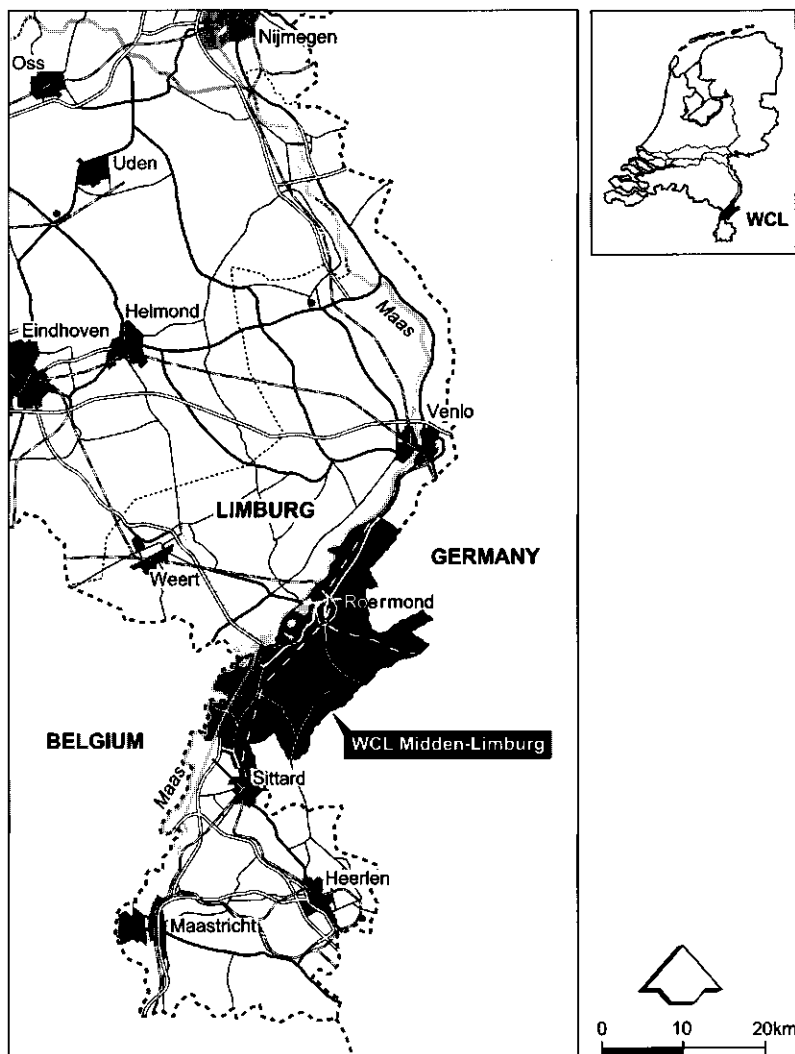 Nijmegen
Oss
Uden
Maas
Helmond
Eindhoven
Venlo
LIMBURG
GERMANY
Weert
Roermond
BELGIUM
WCL Midden-Limburg
Maas
Sittard
Heerlen
Maastricht
WCL
0 10 20km